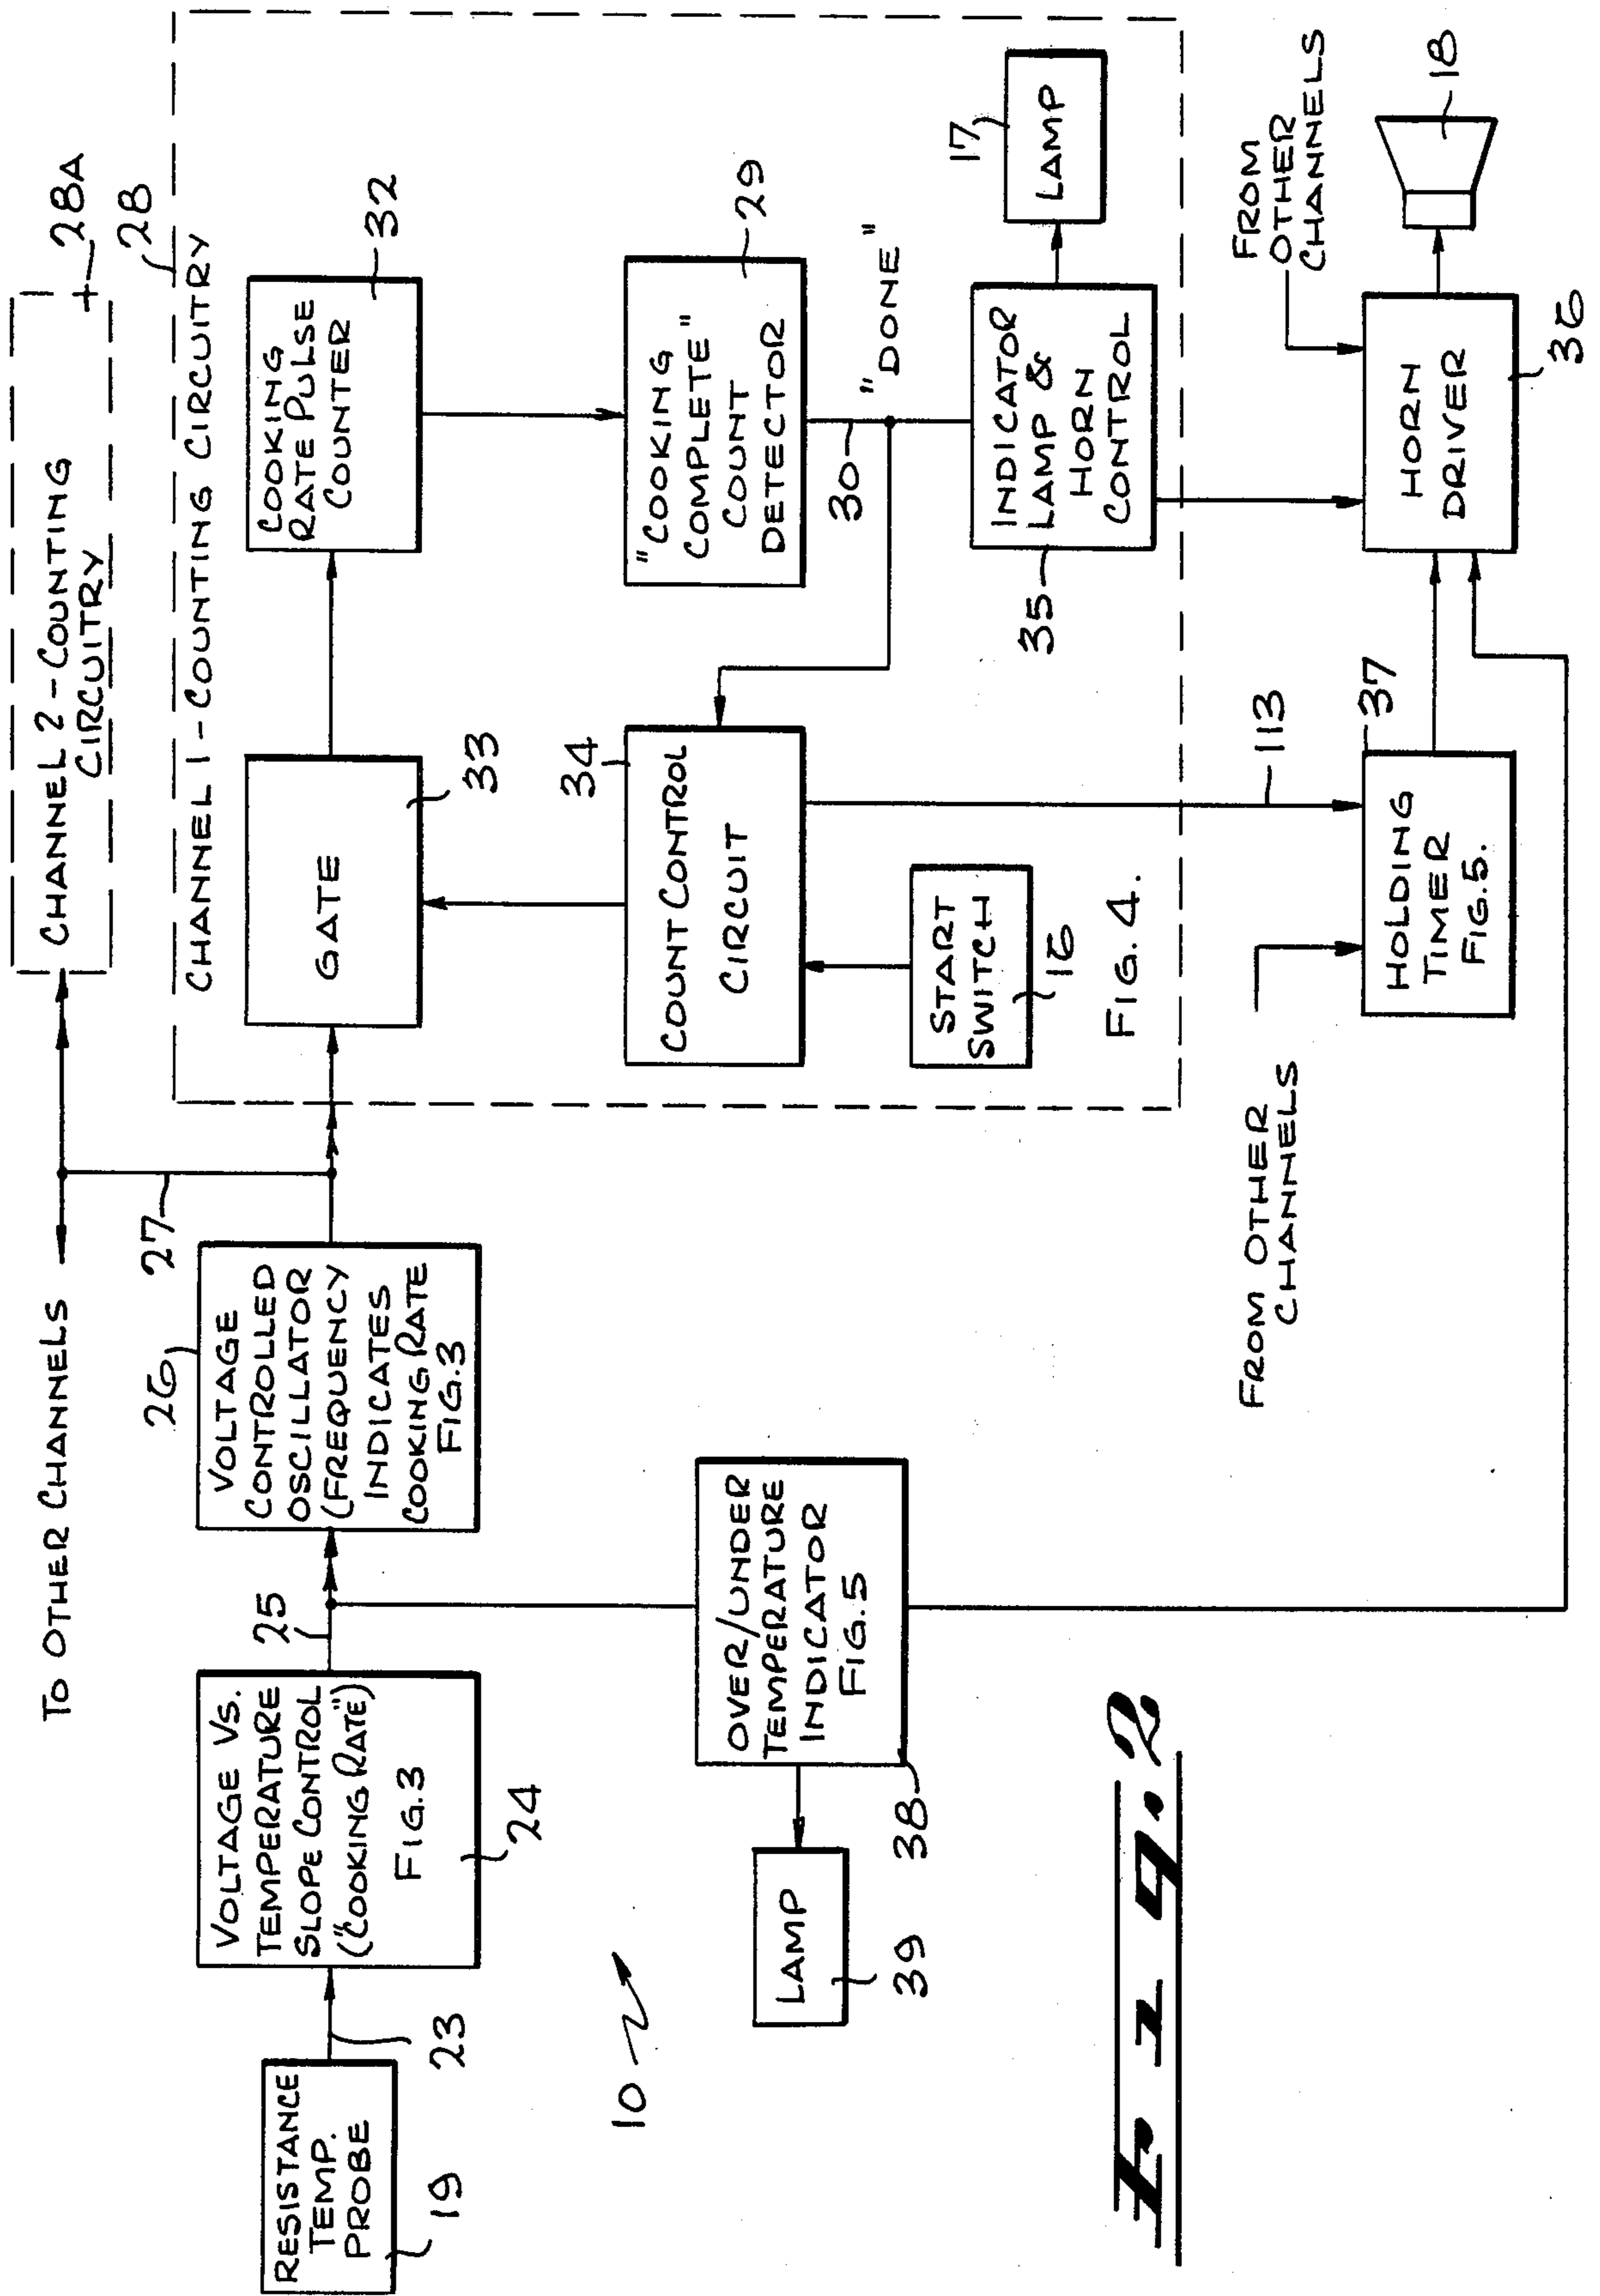 TO OTHER CHANNELS
CHANNEL 2 - COUNTING
CIRCUITRY
28A
28
27
CHANNEL 1 - COUNTING CIRCUITRY
RESISTANCE
TEMP.
PROBE
19
23
VOLTAGE VS.
TEMPERATURE
SLOPE CONTROL
("COOKING RATE")
FIG.3
24
25
26
VOLTAGE
CONTROLLED
OSCILLATOR
(FREQUENCY
INDICATES
COOKING RATE
FIG.3
GATE
33
COOKING
RATE PULSE
COUNTER
32
34
COUNT CONTROL
CIRCUIT
"COOKING
COMPLETE"
COUNT
DETECTOR
29
30
"DONE"
START
SWITCH
16
FIG. 4.
35
INDICATOR
LAMP &
HORN
CONTROL
17
LAMP
OVER/UNDER
TEMPERATURE
INDICATOR
FIG.5
38
LAMP
39
10
FROM OTHER
CHANNELS
113
37
HOLDING
TIMER
FIG.5.
FROM
OTHER
CHANNELS
HORN
DRIVER
36
18
Fig. 2